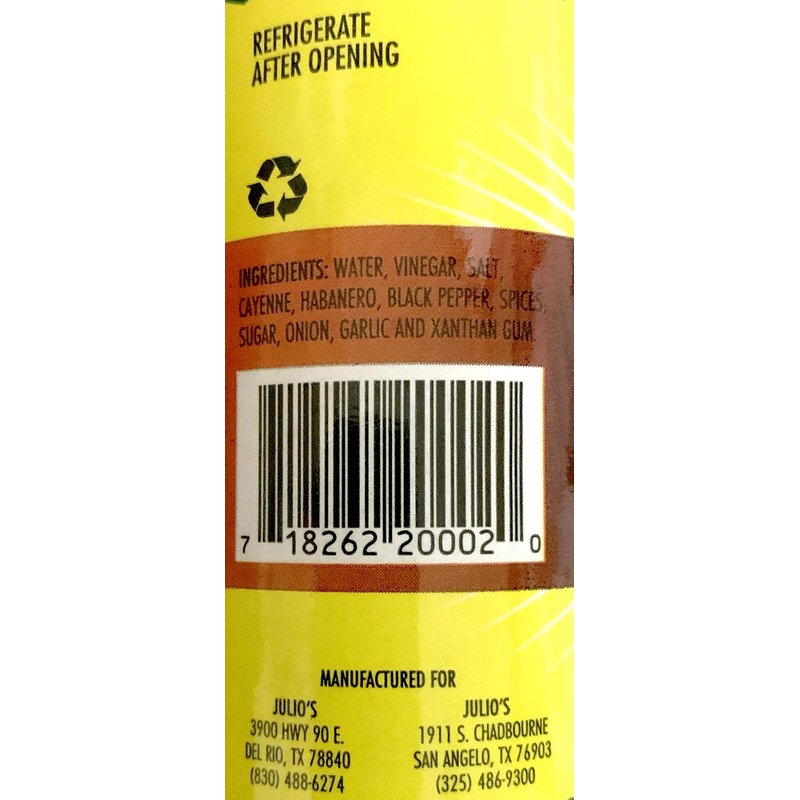 REFRIGERATE
AFTER OPENING
INGREDIENTS: WATER, VINEGAR, SALT,
CAYENNE, HABANERO, BLACK PEPPER, SPICES,
SUGAR, ONION, GARLIC AND XANTHAN GUM
7 18262 20002 0
MANUFACTURED FOR
JULIO'S
3900 HWY 90 E.
DEL RIO, TX 78840
(830) 488-6274
JULIO'S
1911 S. CHADBOURNE
SAN ANGELO, TX 76903
(325) 486-9300